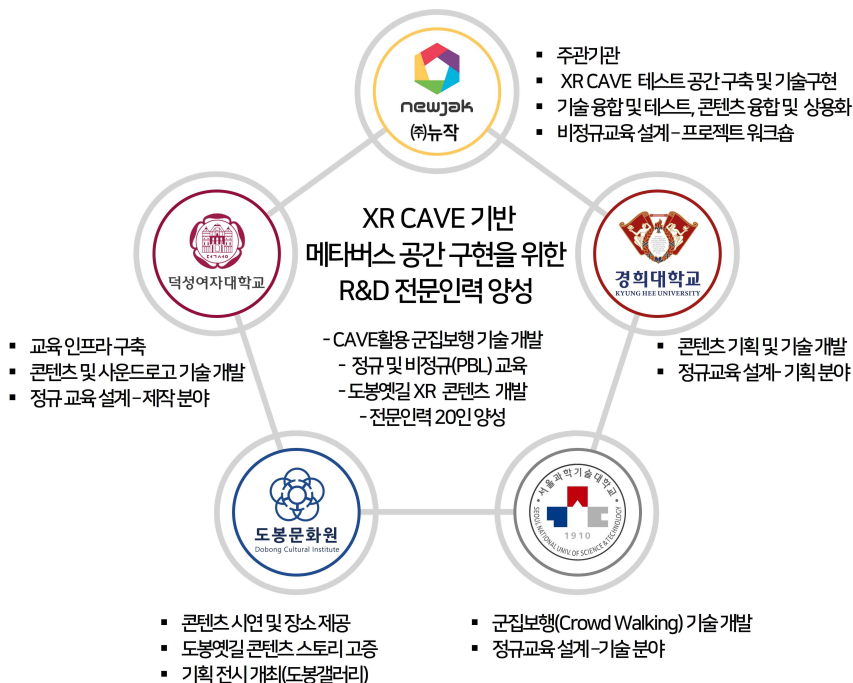 newjak
㈜뉴작
▪ 주관기관
▪ XR CAVE 테스트 공간 구축 및 기술구현
▪ 기술 융합 및 테스트, 콘텐츠 융합 및 상용화
▪ 비정규교육 설계 – 프로젝트 워크숍
덕성여자대학교
XR CAVE 기반
메타버스 공간 구현을 위한
R&D 전문인력 양성
- CAVE활용 군집보행 기술 개발
- 정규 및 비정규(PBL) 교육
- 도봉옛길 XR 콘텐츠 개발
- 전문인력 20인 양성
경희대학교
KYUNG HEE UNIVERSITY
▪ 교육 인프라 구축
▪ 콘텐츠 및 사운드로고 기술 개발
▪ 정규 교육 설계 – 제작 분야
▪ 콘텐츠 기획 및 기술 개발
▪ 정규교육 설계- 기획 분야
도봉문화원
Dobong Cultural Institute
서울과학기술대학교
SEOUL NATIONAL UNIV. OF SCIENCE & TECHNOLOGY
1910
▪ 콘텐츠 시연 및 장소 제공
▪ 도봉옛길 콘텐츠 스토리 고증
▪ 기획 전시 개최(도봉갤러리)
▪ 군집보행(Crowd Walking) 기술 개발
▪ 정규교육 설계 –기술 분야